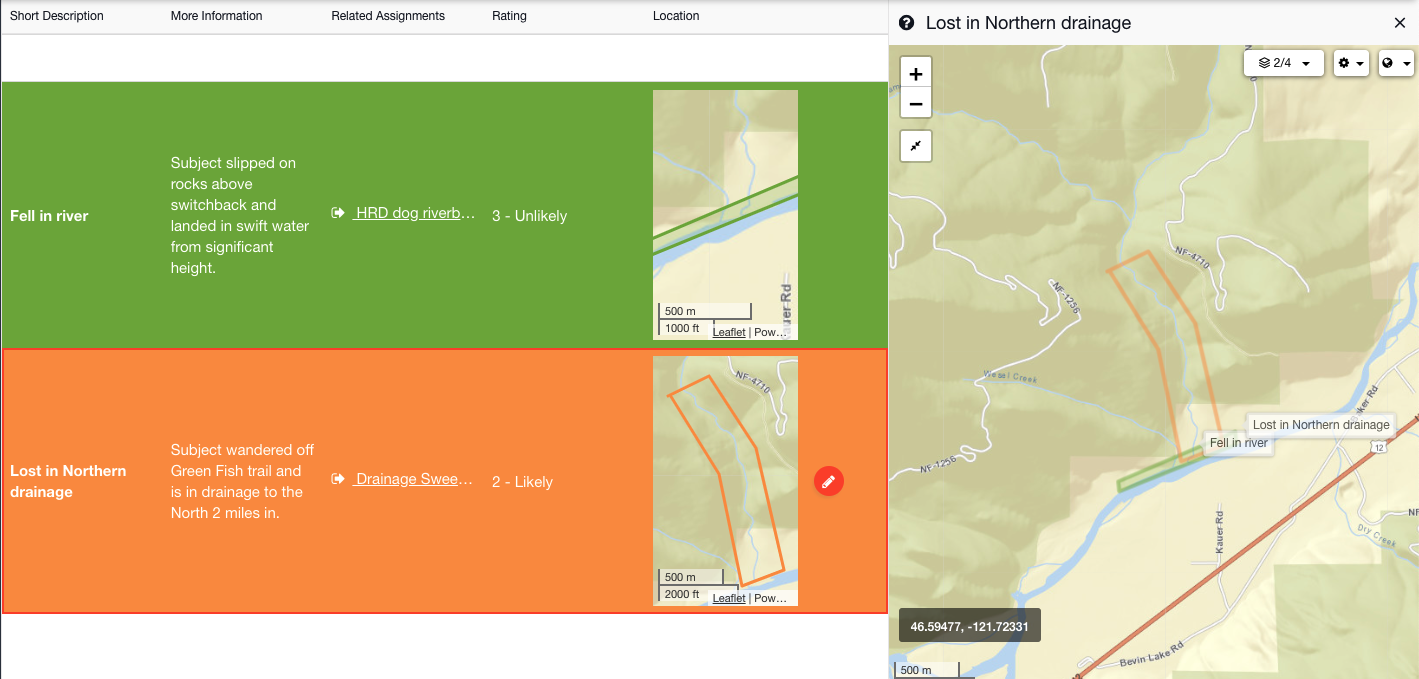 Short Description
More Information
Related Assignments
Rating
Location
Fell in river
Subject slipped on
rocks above
switchback and
landed in swift water
from significant
height.
HRD dog riverb…
3 - Unlikely
500 m
1000 ft
Leaflet | Pow…
uer Rd
Lost in Northern
drainage
Subject wandered off
Green Fish trail and
is in drainage to the
North 2 miles in.
Drainage Swee…
2 - Likely
NF-4710
500 m
2000 ft
Leaflet | Pow…
Lost in Northern drainage
×
+
−
2/4
NF-4710
NF-1256
Wesel Creek
Lost in Northern drainage
Fell in river
12
NF-1256
Kauer Rd
Dry Creek
NF
46.59477, -121.72331
Bevin Lake Rd
500 m